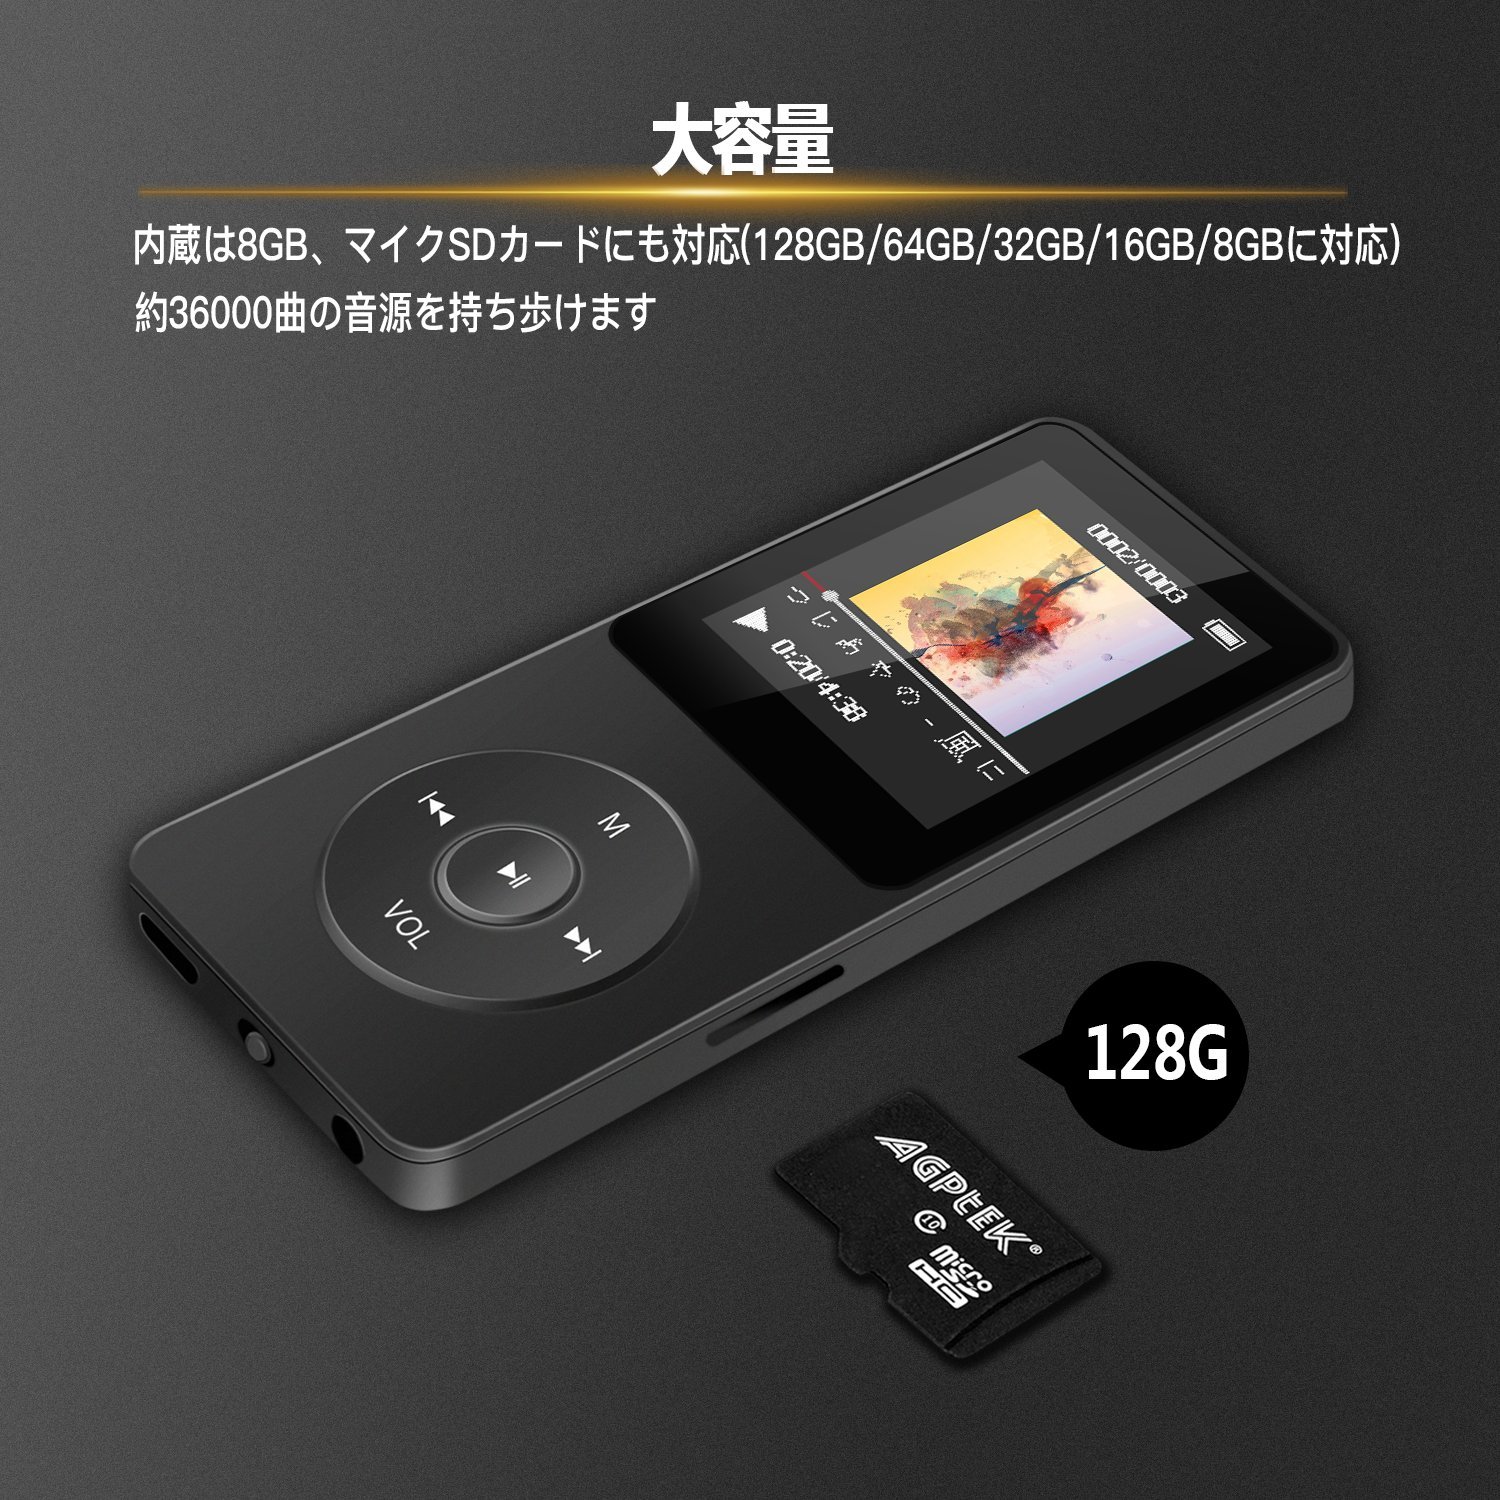 大容量
内蔵は8GB、マイクSDカードにも対応(128GB/64GB/32GB/16GB/8GBに対応)
約36000曲の音源を持ち歩けます
0002/0003
0:20/4:38
M
VOL
128G
AGPtEK®
10
micro
SD
HC